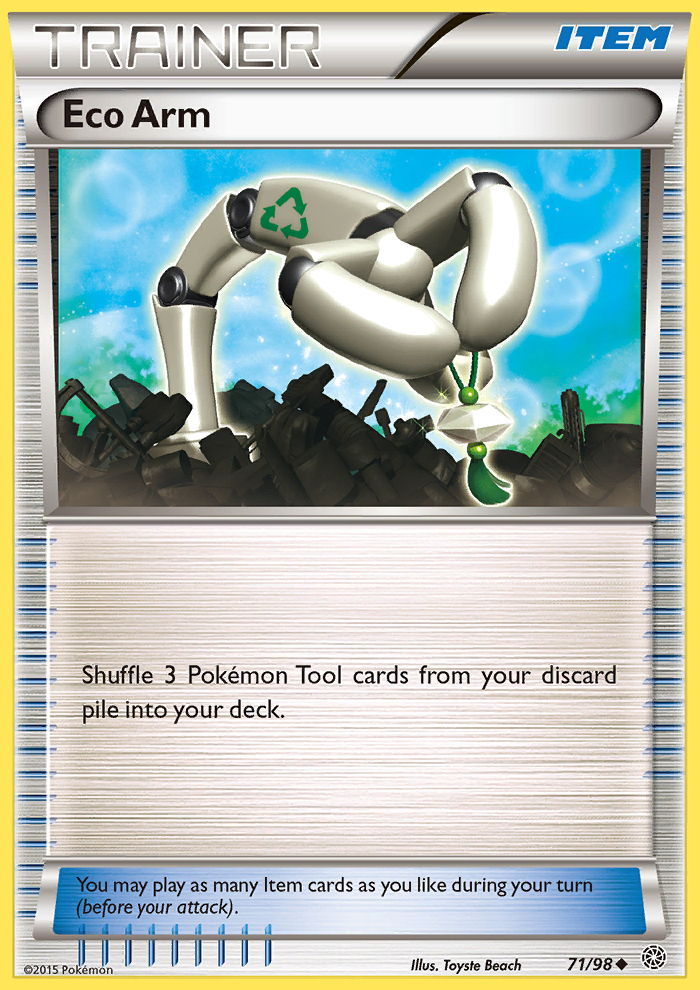 TRAINER
ITEM
Eco Arm
Shuffle 3 Pokémon Tool cards from your discard
pile into your deck.
You may play as many Item cards as you like during your turn
(before your attack).
©2015 Pokémon
Illus. Toyste Beach
71/98